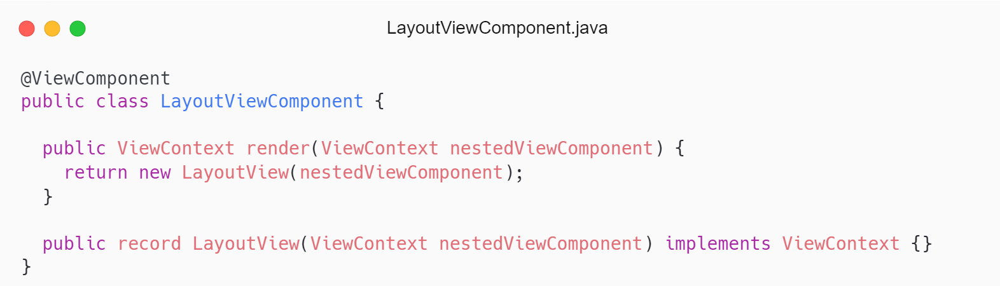 LayoutViewComponent.java
@ViewComponent
public class LayoutViewComponent {
public ViewContext render(ViewContext nestedViewComponent) {
return new LayoutView(nestedViewComponent);
}
public record LayoutView(ViewContext nestedViewComponent) implements ViewContext {}
}